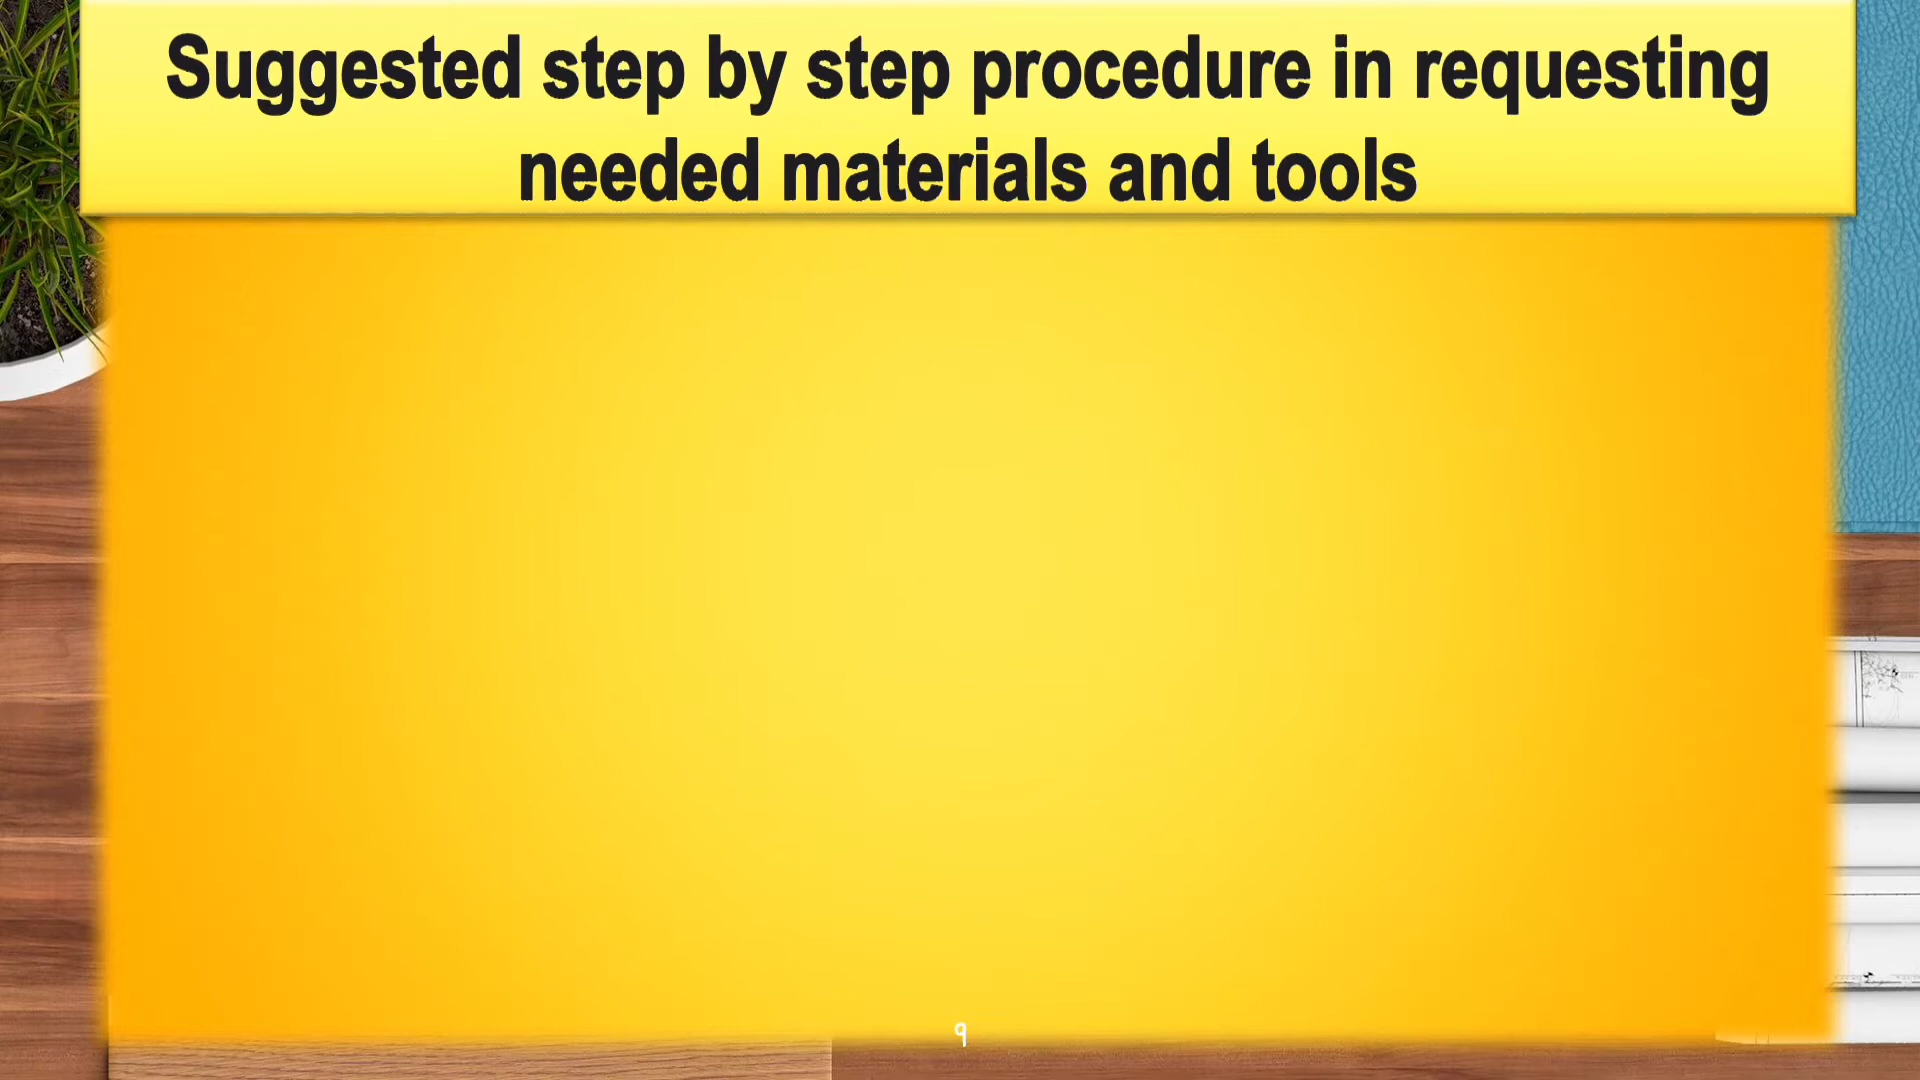 Suggested step by step procedure in requesting
needed materials and tools
9